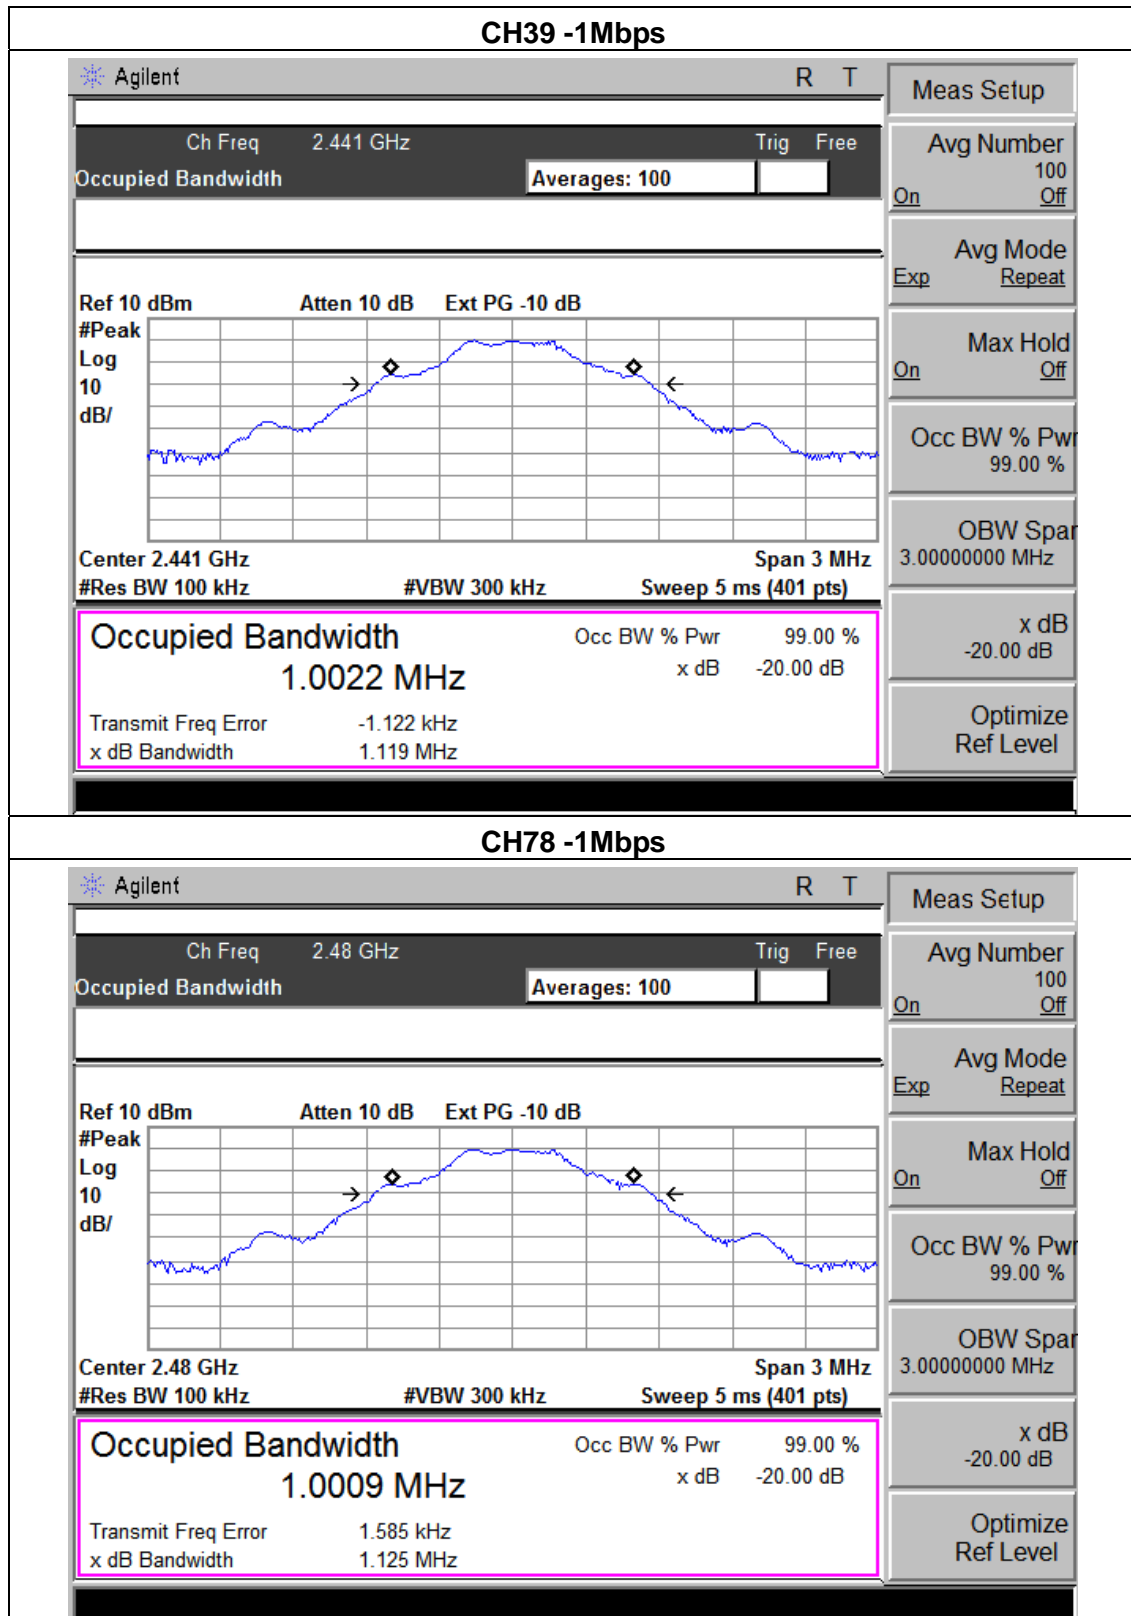 CH39 -1Mbps
Agilent R T
Meas Setup
Ch Freq 2.441 GHz Trig Free
Occupied Bandwidth Averages: 100
Avg Number
100
On Off
Avg Mode
Exp Repeat
Ref 10 dBm Atten 10 dB Ext PG -10 dB
#Peak
Log
10
dB/
Max Hold
On Off
Occ BW % Pwr
99.00 %
Center 2.441 GHz Span 3 MHz
#Res BW 100 kHz #VBW 300 kHz Sweep 5 ms (401 pts)
OBW Span
3.00000000 MHz
Occupied Bandwidth Occ BW % Pwr 99.00 %
1.0022 MHz x dB -20.00 dB
Transmit Freq Error -1.122 kHz
x dB Bandwidth 1.119 MHz
x dB
-20.00 dB
Optimize
Ref Level
CH78 -1Mbps
Agilent R T
Meas Setup
Ch Freq 2.48 GHz Trig Free
Occupied Bandwidth Averages: 100
Avg Number
100
On Off
Avg Mode
Exp Repeat
Ref 10 dBm Atten 10 dB Ext PG -10 dB
#Peak
Log
10
dB/
Max Hold
On Off
Occ BW % Pwr
99.00 %
Center 2.48 GHz Span 3 MHz
#Res BW 100 kHz #VBW 300 kHz Sweep 5 ms (401 pts)
OBW Span
3.00000000 MHz
Occupied Bandwidth Occ BW % Pwr 99.00 %
1.0009 MHz x dB -20.00 dB
Transmit Freq Error 1.585 kHz
x dB Bandwidth 1.125 MHz
x dB
-20.00 dB
Optimize
Ref Level